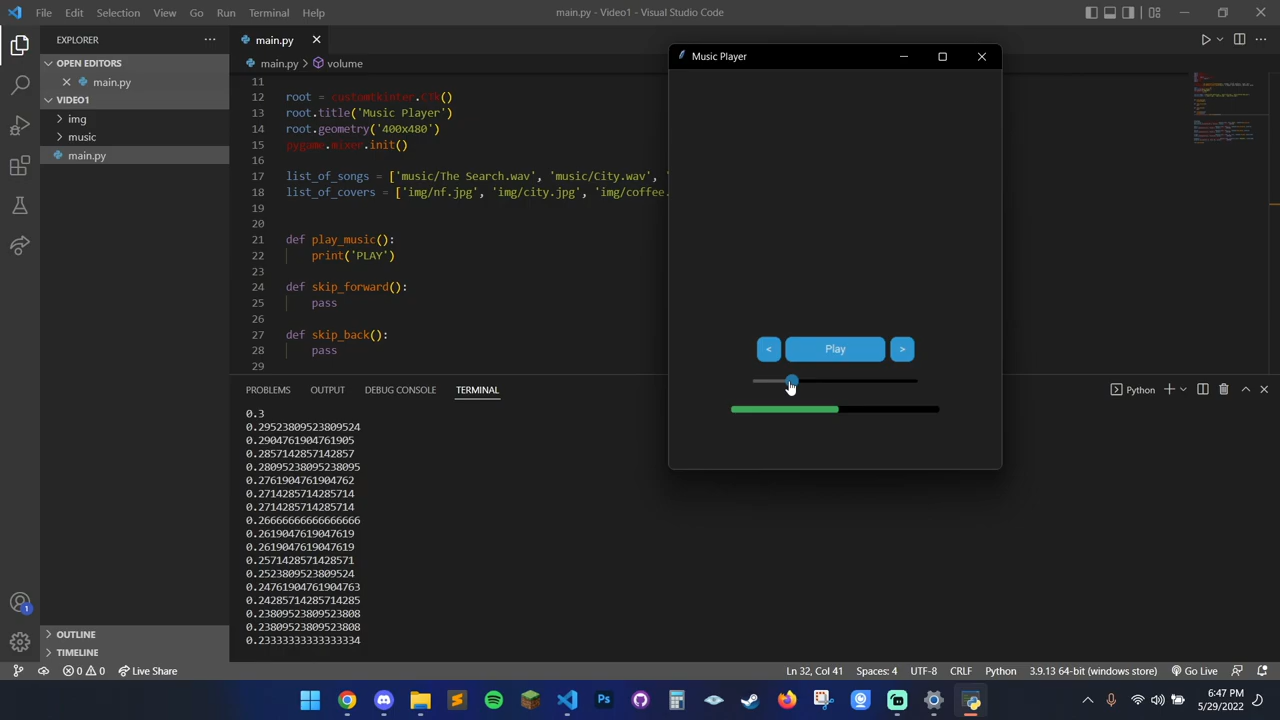 File Edit Selection View Go Run Terminal Help
main.py - Video1 - Visual Studio Code
EXPLORER
OPEN EDITORS
main.py
VIDEO1
img
music
main.py
OUTLINE
TIMELINE
main.py
main.py > volume
11
12 root = customtkinter.CTk()
13 root.title('Music Player')
14 root.geometry('400x480')
15 pygame.mixer.init()
16
17 list_of_songs = ['music/The Search.wav', 'music/City.wav', '
18 list_of_covers = ['img/nf.jpg', 'img/city.jpg', 'img/coffee.
19
20
21 def play_music():
22 print('PLAY')
23
24 def skip_forward():
25 pass
26
27 def skip_back():
28 pass
29
Music Player
< Play >
PROBLEMS OUTPUT DEBUG CONSOLE TERMINAL
Python
0.3
0.29523809523809524
0.2904761904761905
0.2857142857142857
0.28095238095238095
0.2761904761904762
0.2714285714285714
0.2714285714285714
0.26666666666666666
0.2619047619047619
0.2619047619047619
0.2571428571428571
0.2523809523809524
0.24761904761904763
0.24285714285714285
0.23809523809523808
0.23809523809523808
0.23333333333333334
1
0 0 Live Share
Ln 32, Col 41 Spaces: 4 UTF-8 CRLF Python 3.9.13 64-bit (windows store) Go Live
Ps
6:47 PM
5/29/2022